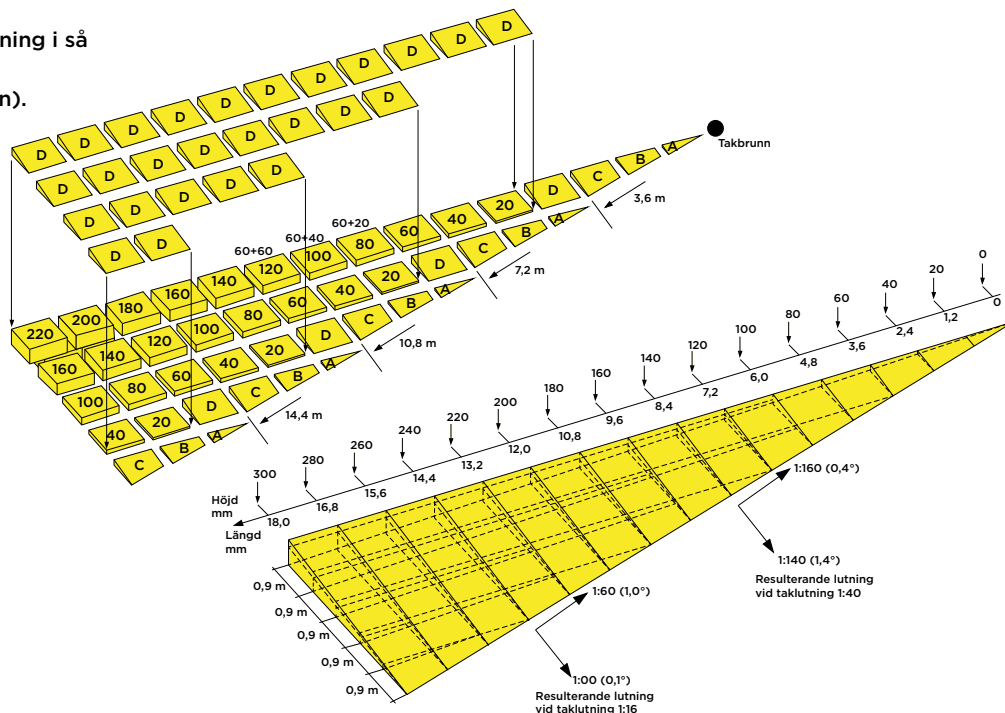 ning i så
n).
D D D D D D D D D D D
D D D D D D D D
D D D D D
D D
Takbrunn
220 200 180 160 140 120 100 80 60 40 20 D C B A
60+60 60+40 60+20
3,6 m
160 140 120 100 80 60 40 20 D C B A
7,2 m
100 80 60 40 20 D C B A
10,8 m
40 20 D C B A
14,4 m
C B A
300 280 260 240 220 200 180 160 140 120 100 80 60 40 20 0
Höjd
mm
18,0 16,8 15,6 14,4 13,2 12,0 10,8 9,6 8,4 7,2 6,0 4,8 3,6 2,4 1,2 0
Längd
mm
1:160 (0,4°)
1:140 (1,4°)
Resulterande lutning
vid taklutning 1:40
0,9 m
0,9 m
0,9 m
0,9 m
0,9 m
1:60 (1,0°)
1:00 (0,1°)
Resulterande lutning
vid taklutning 1:16